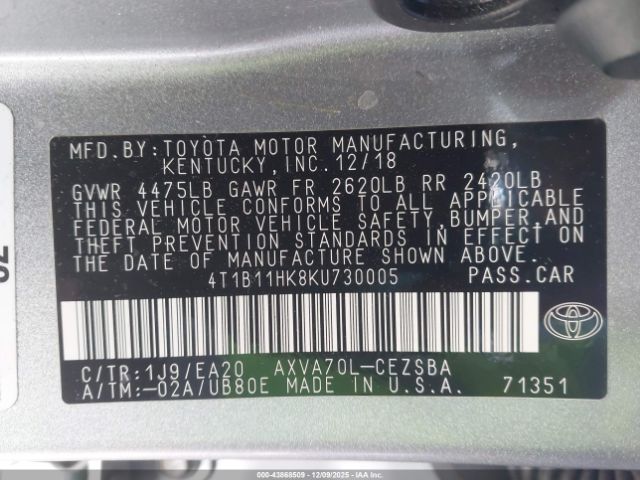 MFD.BY:TOYOTA MOTOR MANUFACTURING,
KENTUCKY,INC.12/18
GVWR 4475LB GAWR FR 2620LB RR 2420LB
THIS VEHICLE CONFORMS TO ALL APPLICABLE
FEDERAL MOTOR VEHICLE SAFETY,BUMPER,AND
THEFT PREVENTION STANDARDS IN EFFECT ON
THE DATE OF MANUFACTURE SHOWN ABOVE.
4T1B11HK8KU730005 PASS.CAR
C/TR:1J9/EA20 AXVA70L-CEZSBA
A/TM:-02A/UB80E MADE IN U.S.A. 71351
000-43868509 | 12/09/2025 | IAAI.CA